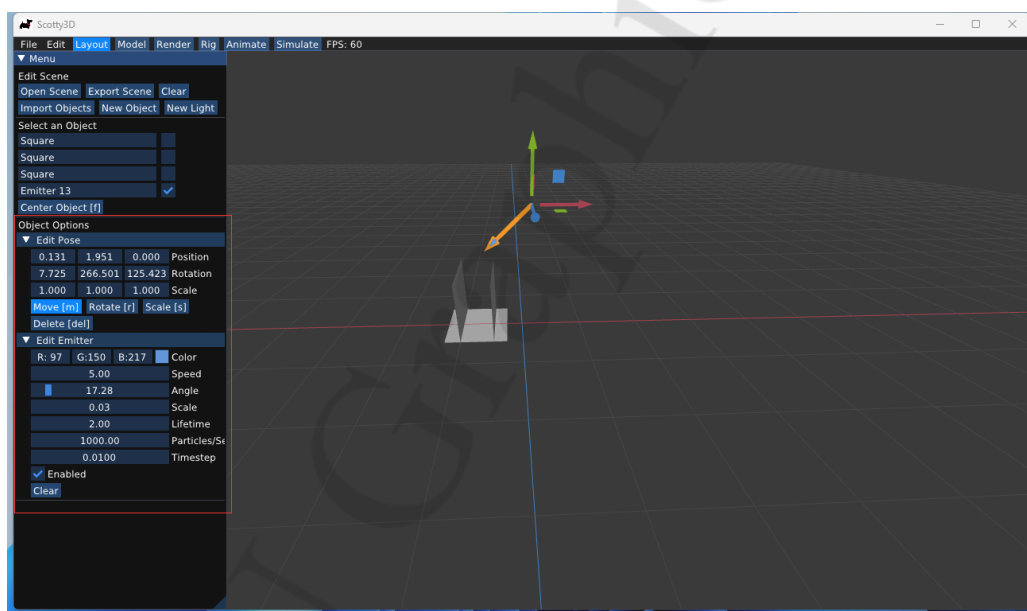 Scotty3D
File Edit Layout Model Render Rig Animate Simulate FPS: 60
Menu
Edit Scene
Open Scene Export Scene Clear
Import Objects New Object New Light
Select an Object
Square
Square
Square
Emitter 13
Center Object [f]
Object Options
Edit Pose
0.131 1.951 0.000 Position
7.725 266.501 125.423 Rotation
1.000 1.000 1.000 Scale
Move [m] Rotate [r] Scale [s]
Delete [del]
Edit Emitter
R: 97 G:150 B:217 Color
5.00 Speed
17.28 Angle
0.03 Scale
2.00 Lifetime
1000.00 Particles/Se
0.0100 Timestep
Enabled
Clear